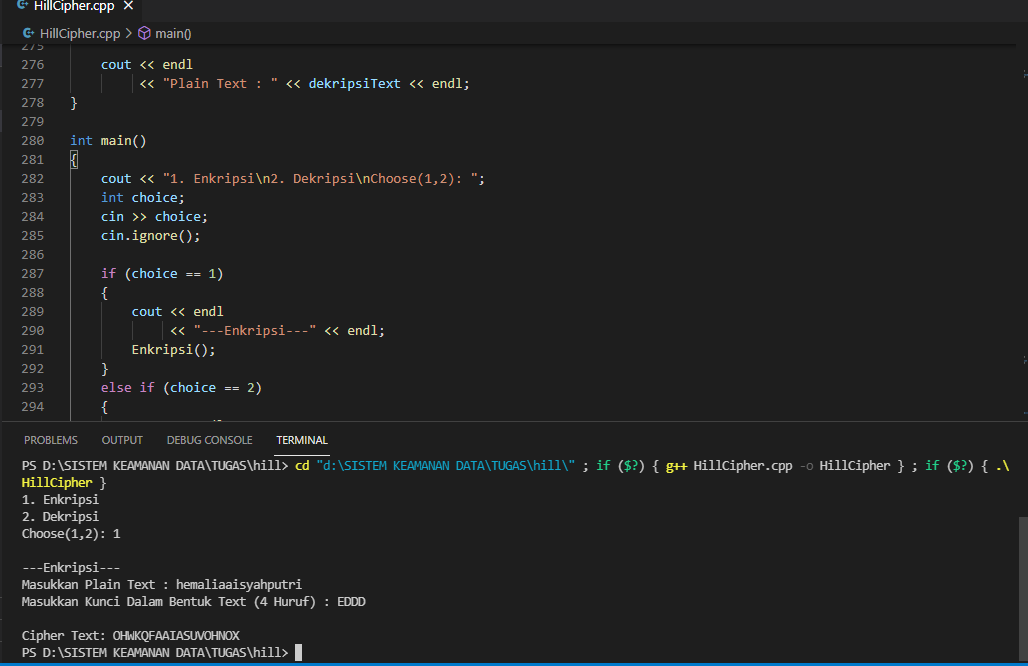 HillCipher.cpp ×
HillCipher.cpp > main()
275
276 cout << endl
277 << "Plain Text : " << dekripsiText << endl;
278 }
279
280 int main()
281 {
282 cout << "1. Enkripsi\n2. Dekripsi\nChoose(1,2): ";
283 int choice;
284 cin >> choice;
285 cin.ignore();
286
287 if (choice == 1)
288 {
289 cout << endl
290 << "---Enkripsi---" << endl;
291 Enkripsi();
292 }
293 else if (choice == 2)
294 {
PROBLEMS OUTPUT DEBUG CONSOLE TERMINAL
PS D:\SISTEM KEAMANAN DATA\TUGAS\hill> cd "d:\SISTEM KEAMANAN DATA\TUGAS\hill\" ; if ($?) { g++ HillCipher.cpp -o HillCipher } ; if ($?) { .\
HillCipher }
1. Enkripsi
2. Dekripsi
Choose(1,2): 1
---Enkripsi---
Masukkan Plain Text : hemaliaaisyahputri
Masukkan Kunci Dalam Bentuk Text (4 Huruf) : EDDD
Cipher Text: OHWKQFAAIASUVOHNOX
PS D:\SISTEM KEAMANAN DATA\TUGAS\hill>